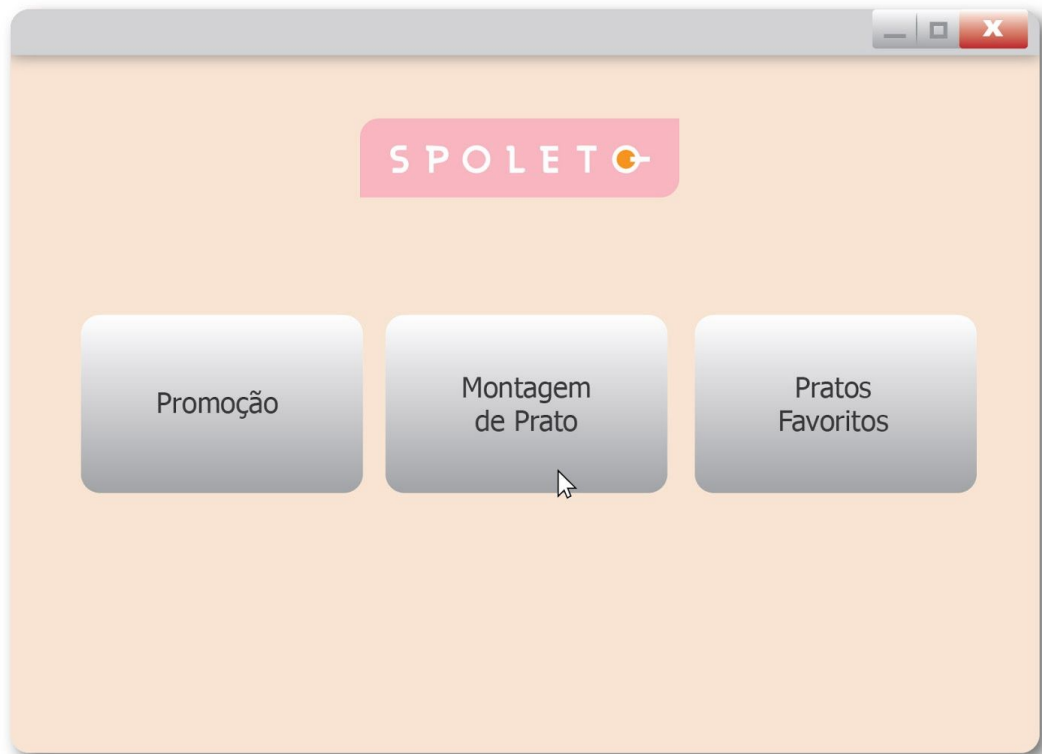 SPOLETO
Promoção
Montagem
de Prato
Pratos
Favoritos